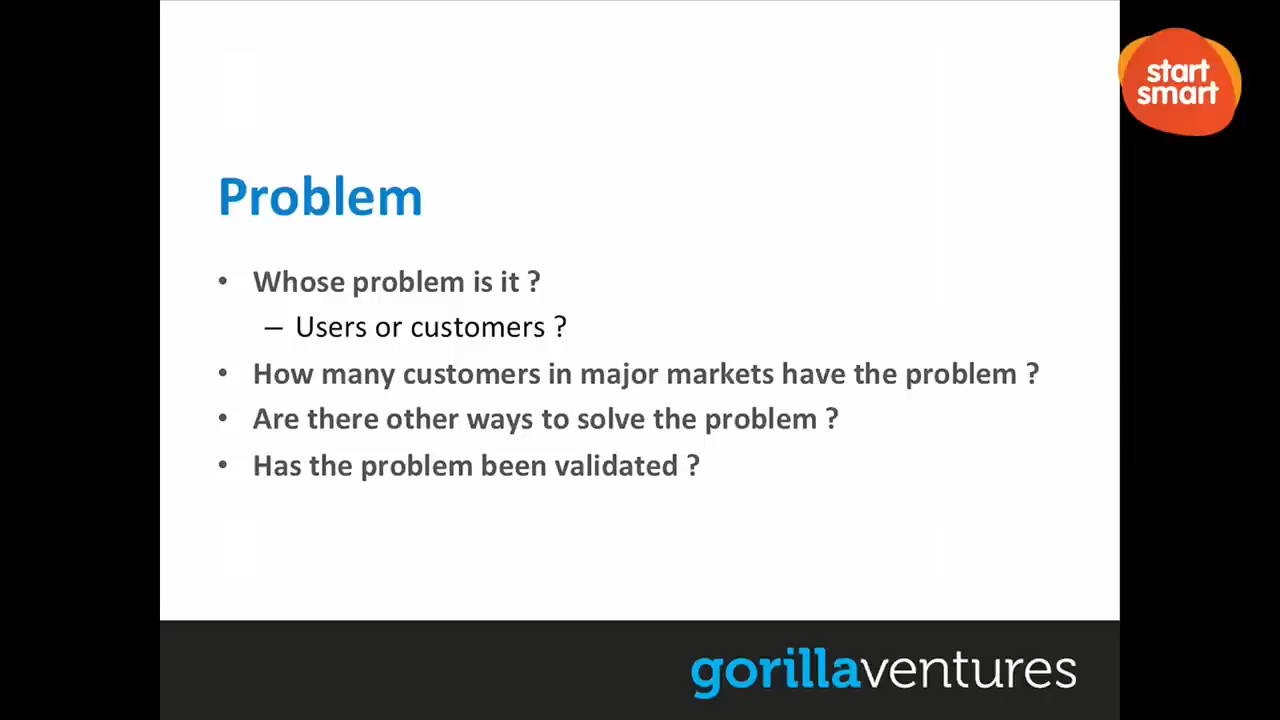 start
smart
Problem
• Whose problem is it ?
– Users or customers ?
• How many customers in major markets have the problem ?
• Are there other ways to solve the problem ?
• Has the problem been validated ?
gorillaventures